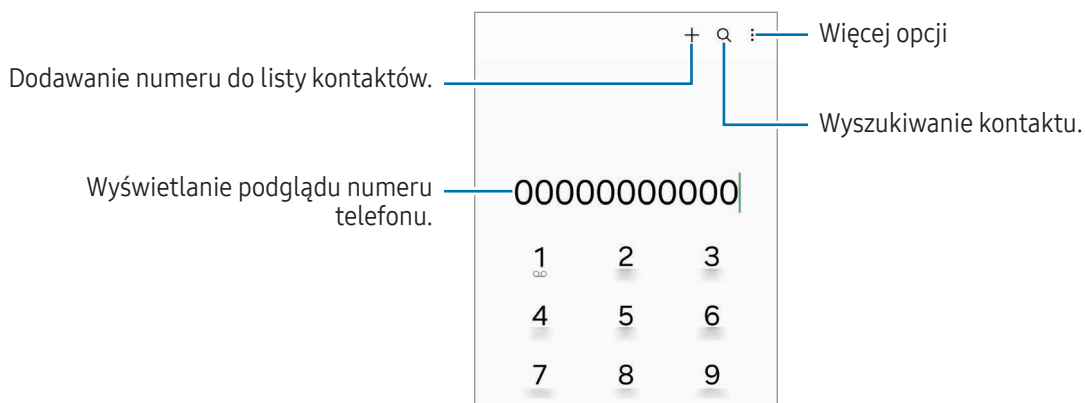 Więcej opcji
Dodawanie numeru do listy kontaktów.
Wyszukiwanie kontaktu.
Wyświetlanie podglądu numeru
telefonu.
00000000000
1 2 3
4 5 6
7 8 9